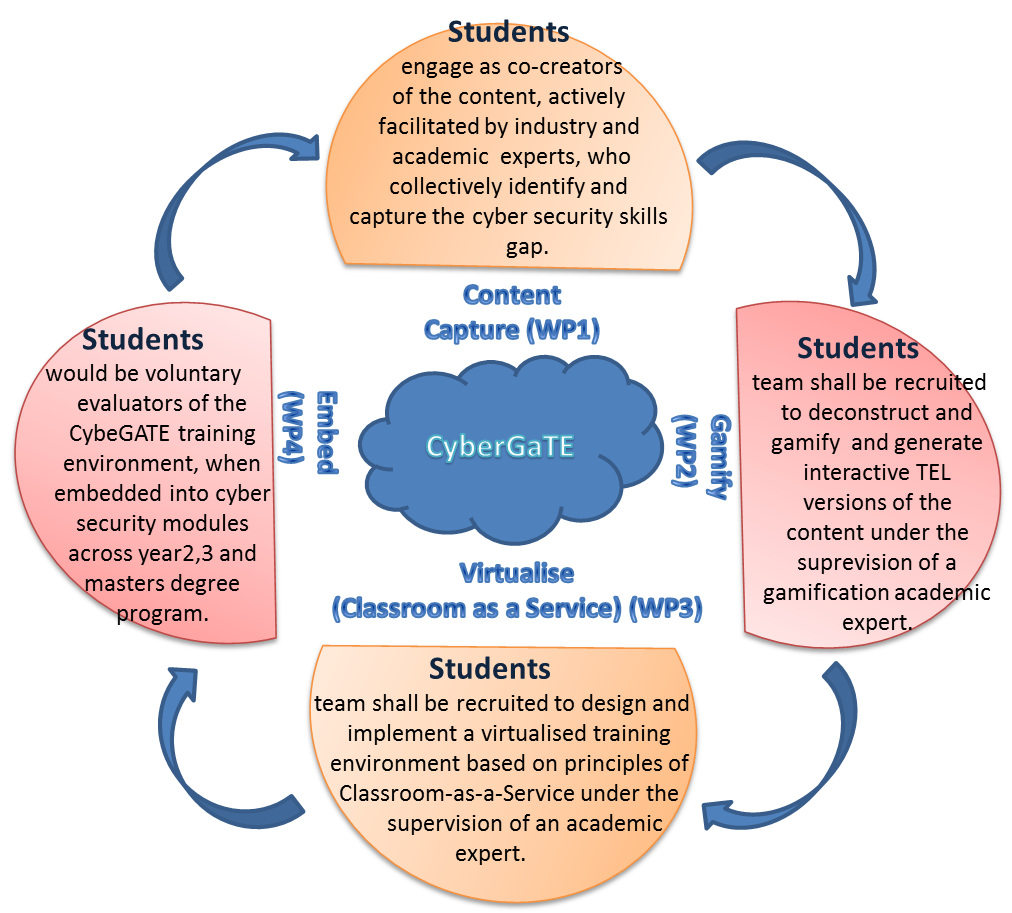 Students
engage as co-creators
of the content, actively
facilitated by industry and
academic experts, who
collectively identify and
capture the cyber security skills
gap.
Content
Capture (WP1)
Students
team shall be recruited
to deconstruct and
gamify and generate
interactive TEL
versions of the
content under the
suprevision of a
gamification academic
expert.
Gamify
(WP2)
CyberGaTE
Virtualise
(Classroom as a Service) (WP3)
Students
team shall be recruited to design and
implement a virtualised training
environment based on principles of
Classroom-as-a-Service under the
supervision of an academic
expert.
Students
would be voluntary
evaluators of the
CybeGATE training
environment, when
embedded into cyber
security modules
across year2,3 and
masters degree
program.
Embed
(WP4)